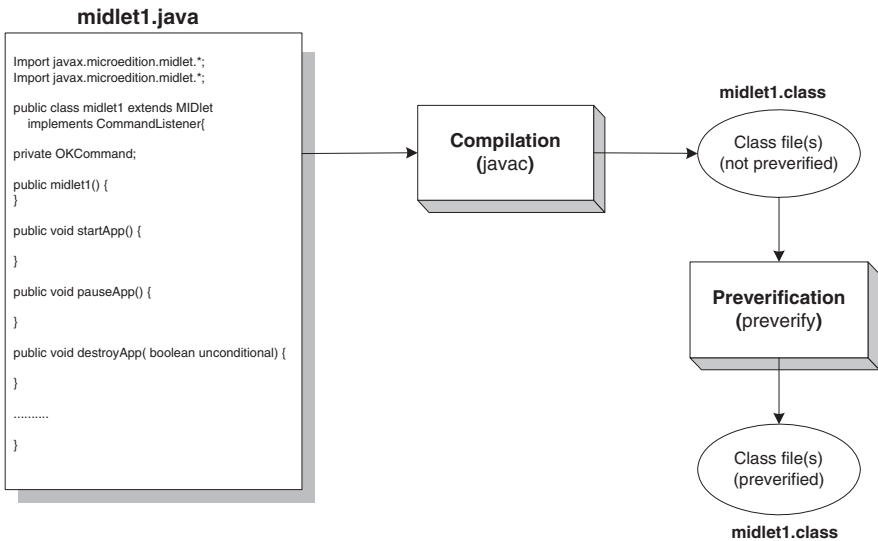 midlet1.java
Import javax.microedition.midlet.*;
Import javax.microedition.midlet.*;
public class midlet1 extends MIDlet
implements CommandListener{
private OKCommand;
public midlet1() {
}
public void startApp() {
}
public void pauseApp() {
}
public void destroyApp( boolean unconditional) {
}
..........
}
Compilation
(javac)
midlet1.class
Class file(s)
(not preverified)
Preverification
(preverify)
Class file(s)
(preverified)
midlet1.class